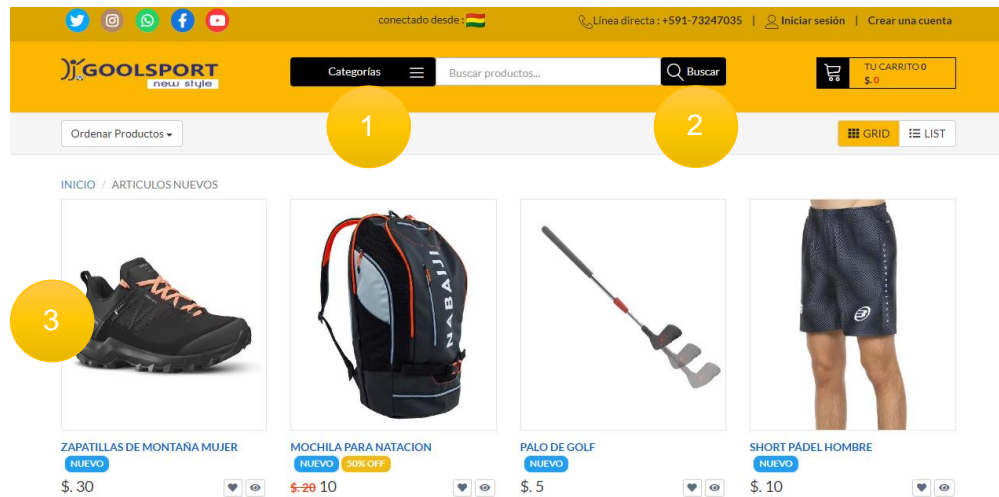 conectado desde :
Línea directa : +591-73247035 | Iniciar sesión | Crear una cuenta
GOOLSPORT
new style
Categorías
Buscar productos...
Buscar
TU CARRITO 0
$. 0
1
2
Ordenar Productos
GRID
LIST
INICIO / ARTICULOS NUEVOS
3
NABAIJI
ZAPATILLAS DE MONTAÑA MUJER
NUEVO
$. 30
MOCHILA PARA NATACION
NUEVO 50% OFF
$. 20 10
PALO DE GOLF
NUEVO
$. 5
SHORT PÁDEL HOMBRE
NUEVO
$. 10